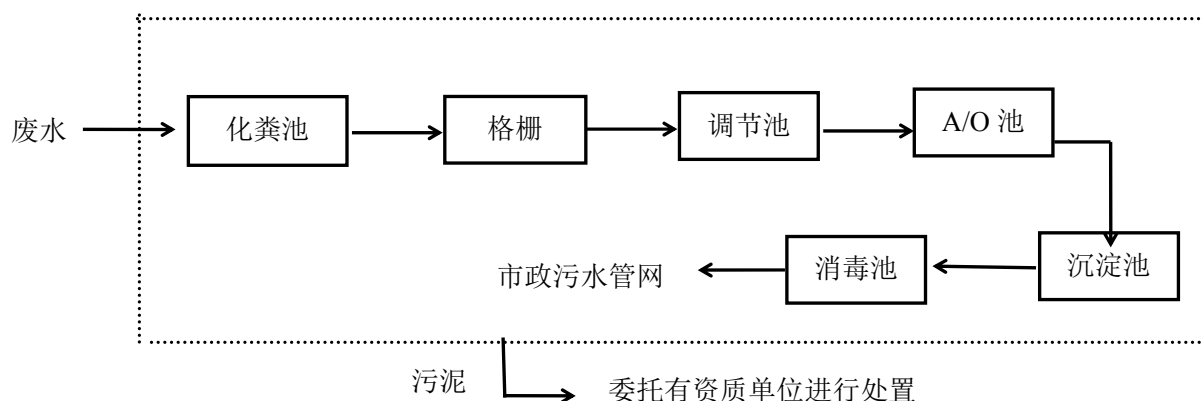 废水
化粪池
格栅
调节池
A/O 池
沉淀池
消毒池
市政污水管网
污泥
委托有资质单位进行处置